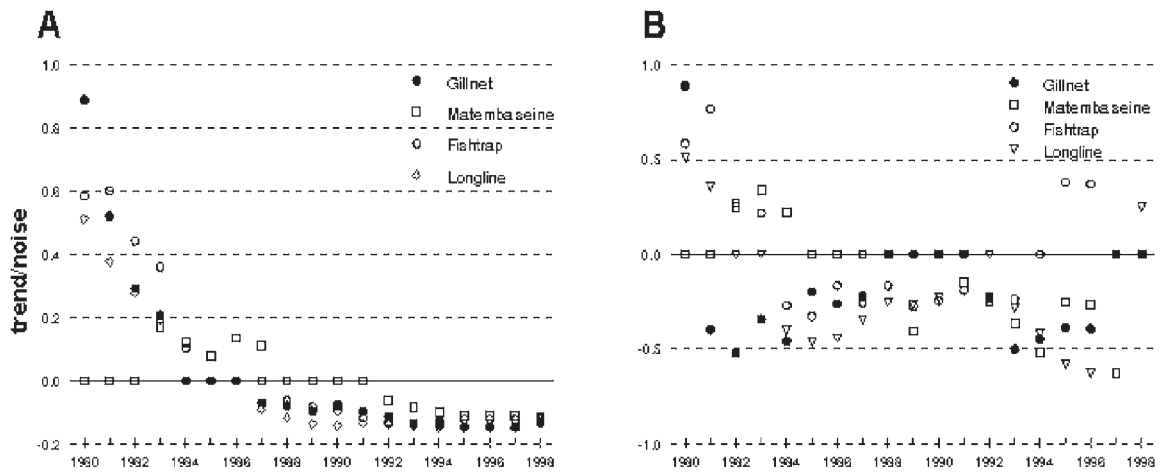 A
B
trend/noise
1.0
0.8
0.6
0.4
0.2
0.0
-0.2
Gillnet
Matembaseine
Fishtrap
Longline
1980 1982 1984 1986 1988 1990 1992 1994 1996 1998
1.0
0.5
0.0
-0.5
-1.0
Gillnet
Matembaseine
Fishtrap
Longline
1980 1982 1984 1986 1988 1990 1992 1994 1996 1998